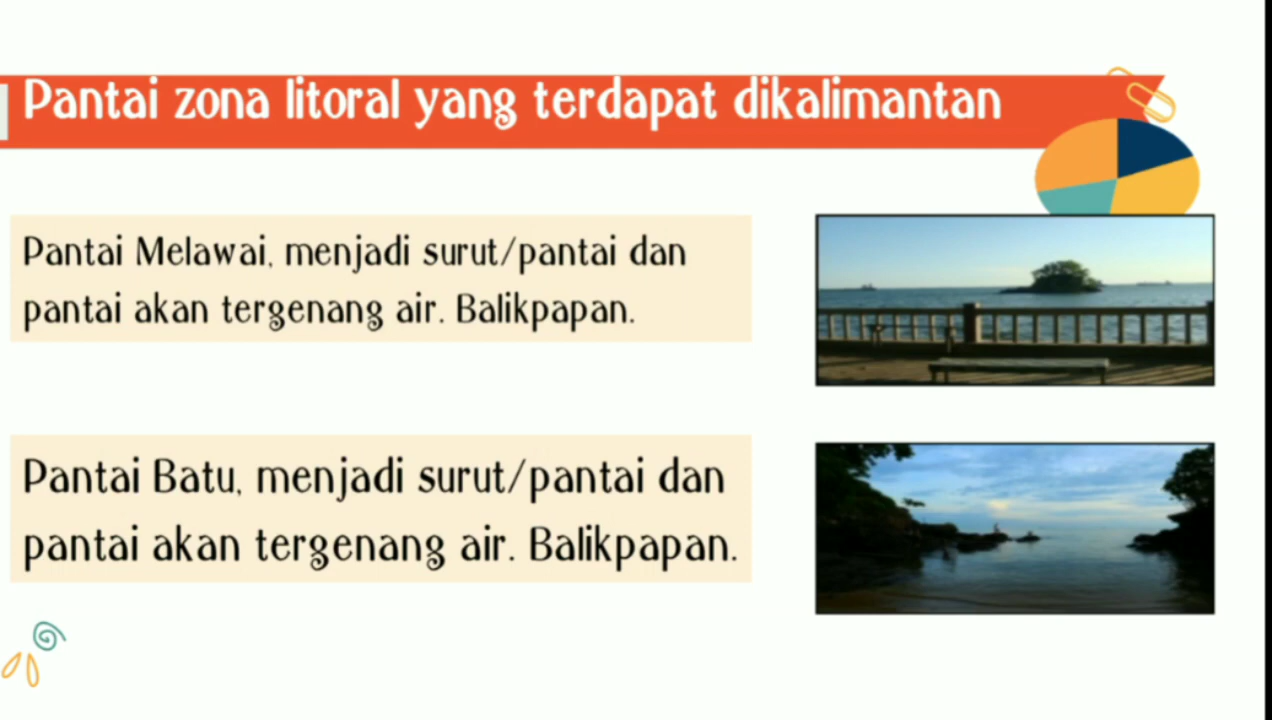 Pantai zona litoral yang terdapat dikalimantan
Pantai Melawai, menjadi surut/pantai dan
pantai akan tergenang air. Balikpapan.
Pantai Batu, menjadi surut/pantai dan
pantai akan tergenang air. Balikpapan.